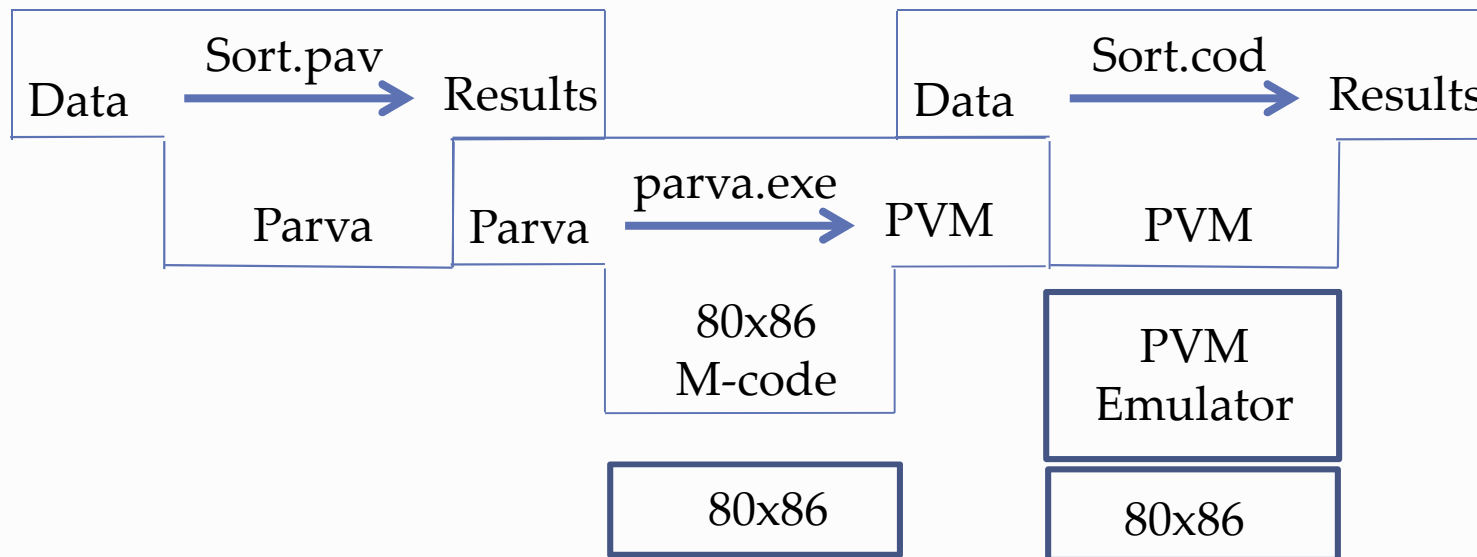 Sort.pav
Data
Results
Sort.cod
Data
Results
Parva
Parva
parva.exe
PVM
PVM
80x86
M-code
PVM
Emulator
80x86
80x86